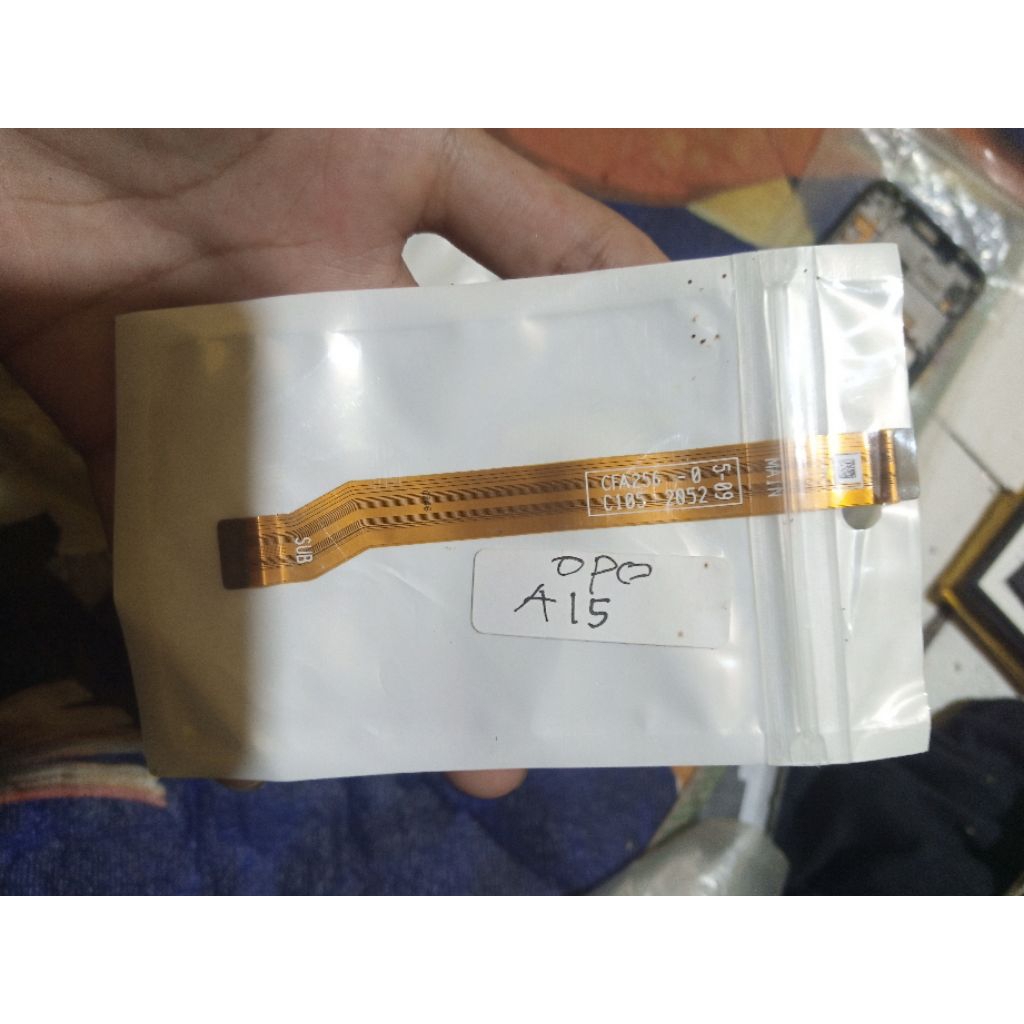 SUB
CFA256 -0
C105 2052
5-09
MAIN
OPO
A15